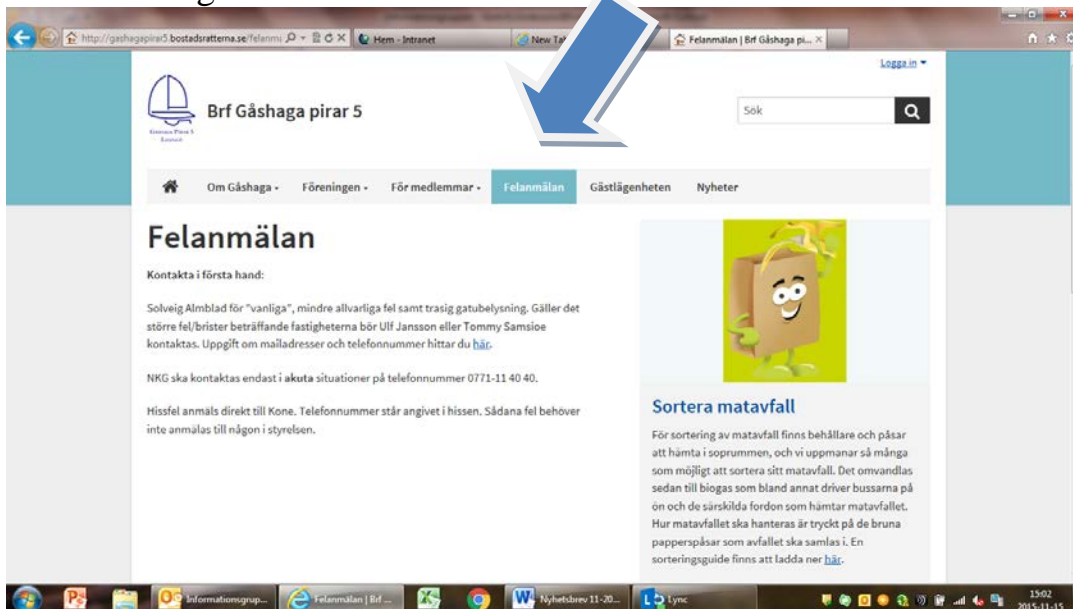 http://gashagapirar5.bostadsratterna.se/felanmä
Hem - Intranet
New Tab
Felanmälan | Brf Gåshaga pi...
Logga in
Brf Gåshaga pirar 5
Sök
Om Gåshaga
Föreningen
För medlemmar
Felanmälan
Gästlägenheten
Nyheter
Felanmälan
Kontakta i första hand:
Solveig Almblad för "vanliga", mindre allvarliga fel samt trasig gatubelysning. Gäller det
större fel/brister beträffande fastigheterna bör Ulf Jansson eller Tommy Samsioe
kontaktas. Uppgift om mailadresser och telefonnummer hittar du här.
NKG ska kontaktas endast i akuta situationer på telefonnummer 0771-11 40 40.
Hissfel anmäls direkt till Kone. Telefonnummer står angivet i hissen. Sådana fel behöver
inte anmälas till någon i styrelsen.
Sortera matavfall
För sortering av matavfall finns behållare och påsar
att hämta i soprummen, och vi uppmanar så många
som möjligt att sortera sitt matavfall. Det omvandlas
sedan till biogas som bland annat driver bussarna på
ön och de särskilda fordon som hämtar matavfallet.
Hur matavfallet ska hanteras är tryckt på de bruna
papperspåsar som avfallet ska samlas i. En
sorteringsguide finns att ladda ner här.
Informationsgrup...
Felanmälan | Brf ...
Nyhetsbrev 11-20...
Lync
15:02
2015-11-15